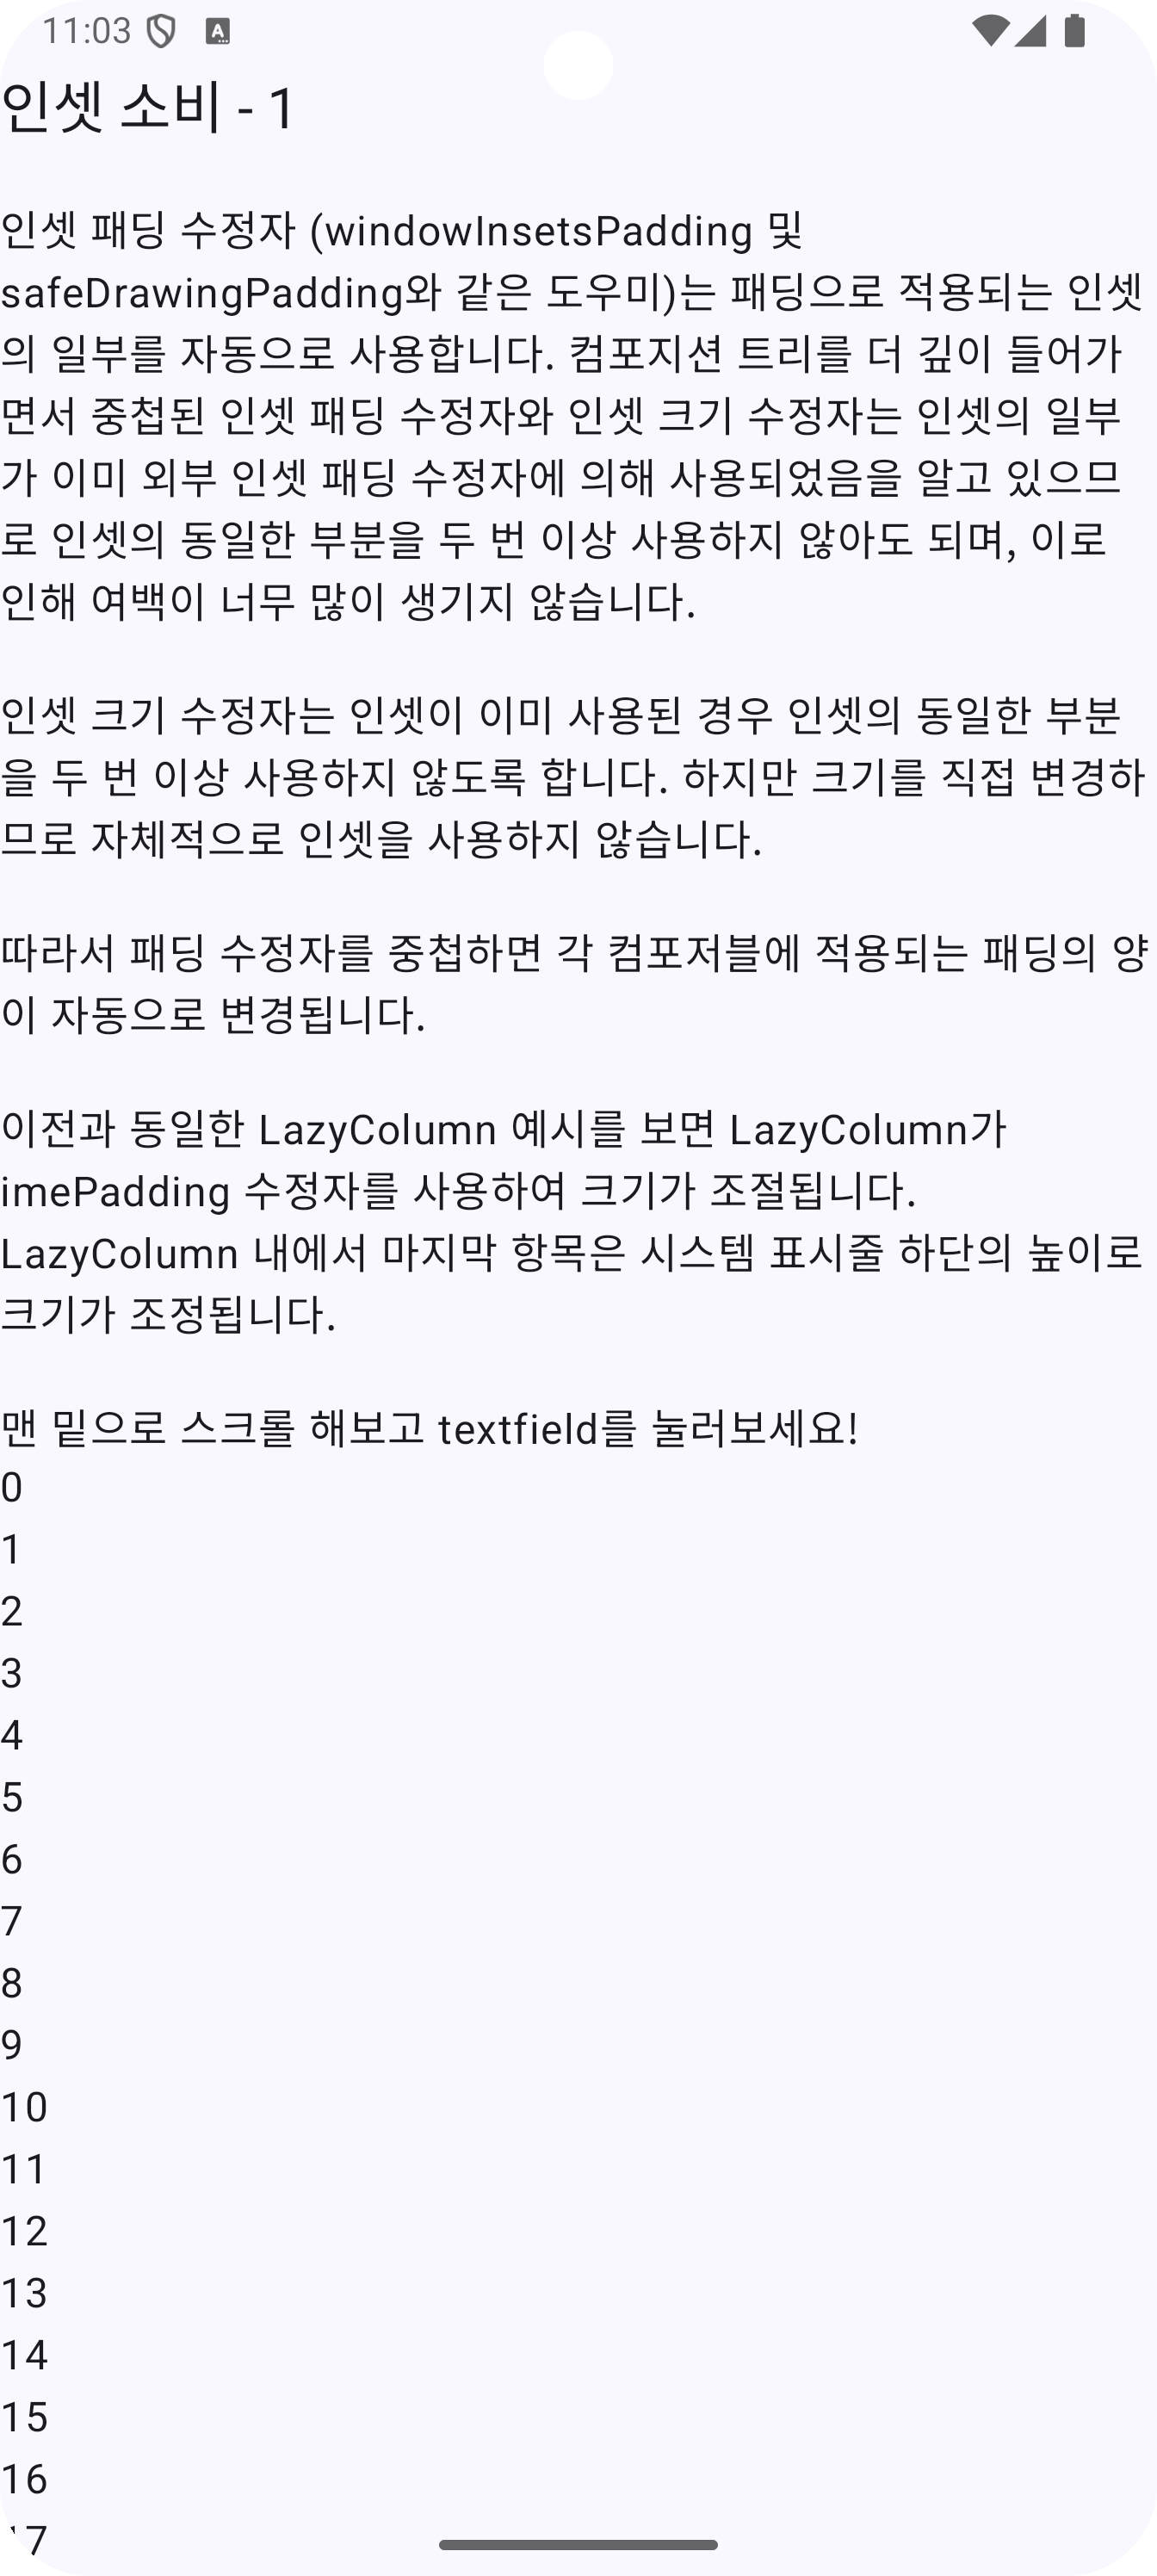 11:03
인셋 소비 - 1
인셋 패딩 수정자 (windowInsetsPadding 및
safeDrawingPadding와 같은 도우미)는 패딩으로 적용되는 인셋
의 일부를 자동으로 사용합니다. 컴포지션 트리를 더 깊이 들어가
면서 중첩된 인셋 패딩 수정자와 인셋 크기 수정자는 인셋의 일부
가 이미 외부 인셋 패딩 수정자에 의해 사용되었음을 알고 있으므
로 인셋의 동일한 부분을 두 번 이상 사용하지 않아도 되며, 이로
인해 여백이 너무 많이 생기지 않습니다.
인셋 크기 수정자는 인셋이 이미 사용된 경우 인셋의 동일한 부분
을 두 번 이상 사용하지 않도록 합니다. 하지만 크기를 직접 변경하
므로 자체적으로 인셋을 사용하지 않습니다.
따라서 패딩 수정자를 중첩하면 각 컴포저블에 적용되는 패딩의 양
이 자동으로 변경됩니다.
이전과 동일한 LazyColumn 예시를 보면 LazyColumn가
imePadding 수정자를 사용하여 크기가 조절됩니다.
LazyColumn 내에서 마지막 항목은 시스템 표시줄 하단의 높이로
크기가 조정됩니다.
맨 밑으로 스크롤 해보고 textfield를 눌러보세요!
0
1
2
3
4
5
6
7
8
9
10
11
12
13
14
15
16
17